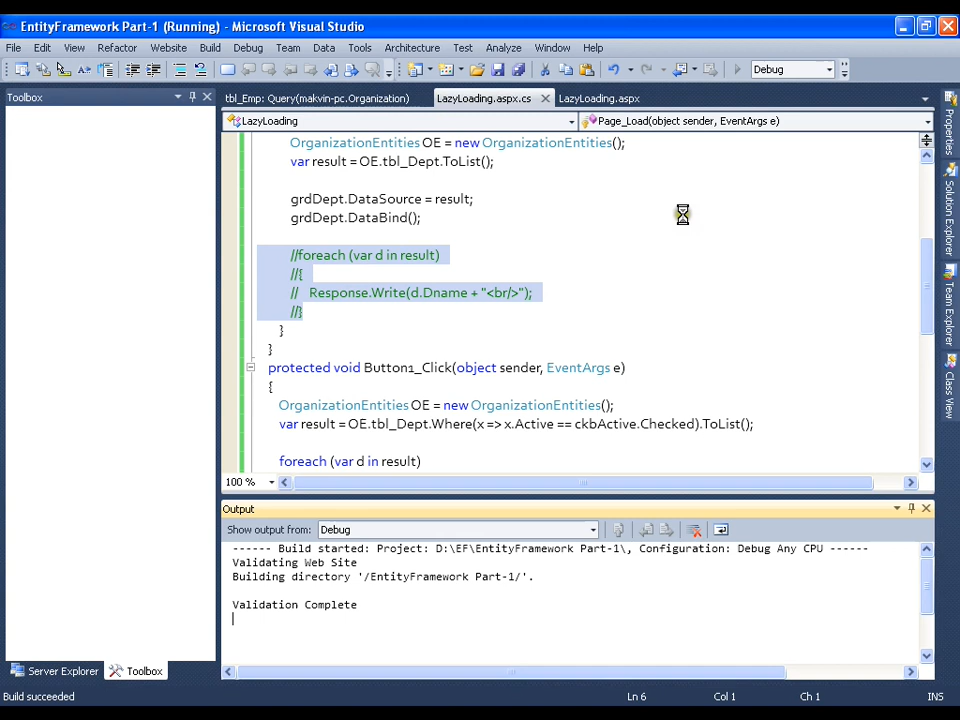 EntityFramework Part-1 (Running) - Microsoft Visual Studio
File Edit View Refactor Website Build Debug Team Data Tools Architecture Test Analyze Window Help
Debug
Toolbox
tbl_Emp: Query(makvin-pc.Organization) LazyLoading.aspx.cs LazyLoading.aspx
LazyLoading Page_Load(object sender, EventArgs e)
OrganizationEntities OE = new OrganizationEntities();
var result = OE.tbl_Dept.ToList();
grdDept.DataSource = result;
grdDept.DataBind();
//foreach (var d in result)
//{
// Response.Write(d.Dname + "<br/>");
//}
}
}
protected void Button1_Click(object sender, EventArgs e)
{
OrganizationEntities OE = new OrganizationEntities();
var result = OE.tbl_Dept.Where(x => x.Active == ckbActive.Checked).ToList();
foreach (var d in result)
100 %
Output
Show output from: Debug
------ Build started: Project: D:\EF\EntityFramework Part-1\, Configuration: Debug Any CPU ------
Validating Web Site
Building directory '/EntityFramework Part-1/'.
Validation Complete
Server Explorer Toolbox
Build succeeded Ln 6 Col 1 Ch 1 INS
Properties
Solution Explorer
Team Explorer
Class View